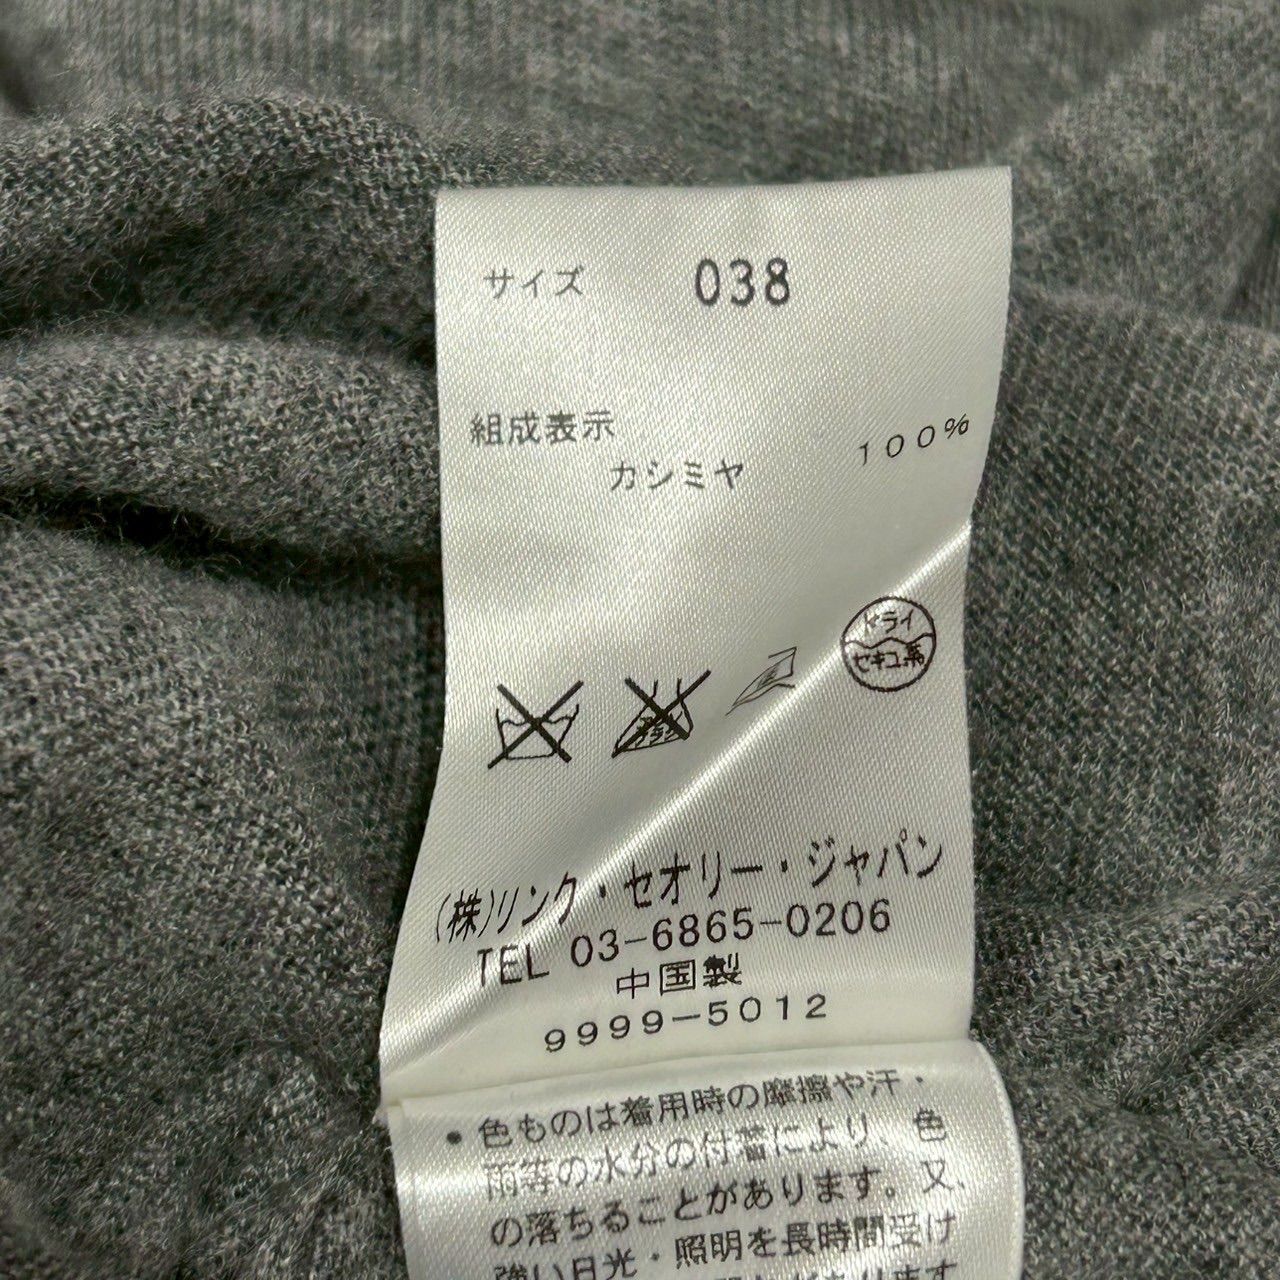 サイズ 038
組成表示
カシミヤ 100%
ドライ
セキユ系
(株)リンク・セオリー・ジャパン
TEL 03-6865-0206
中国製
9999-5012
・色ものは着用時の摩擦や汗・
雨等の水分の付着により、色
の落ちることがあります。又、
強い日光・照明を長時間受け